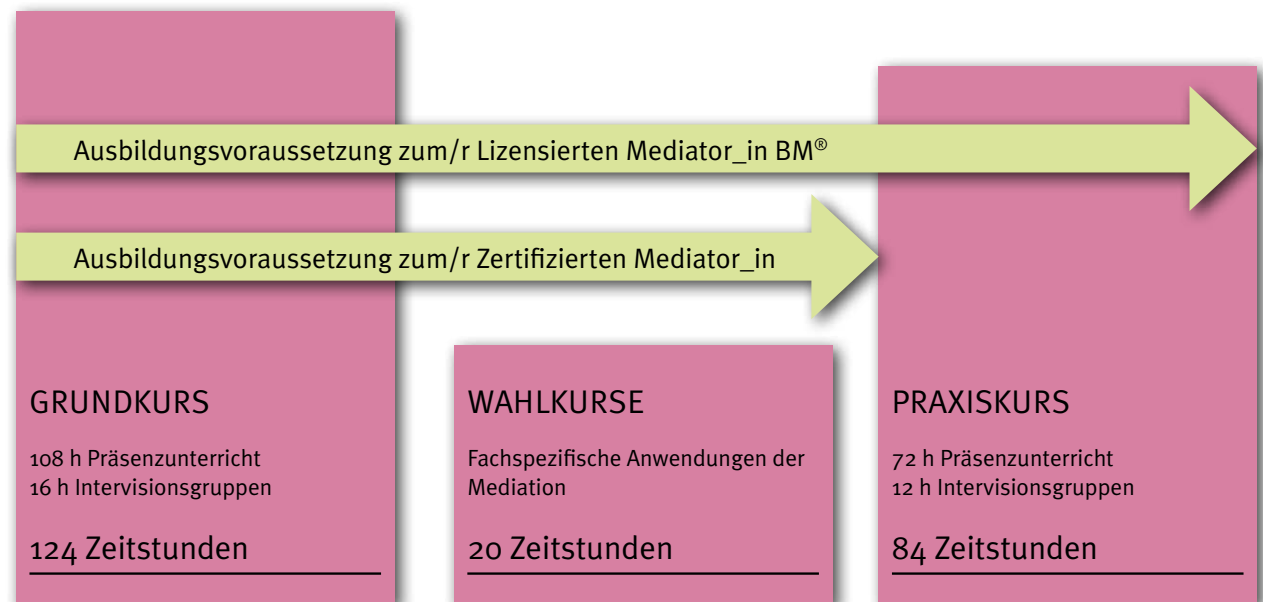 Ausbildungsvoraussetzung zum/r Lizensierten Mediator_in BM®
Ausbildungsvoraussetzung zum/r Zertifizierten Mediator_in
GRUNDKURS
108 h Präsenzunterricht
16 h Intervisionsgruppen
124 Zeitstunden
WAHLKURSE
Fachspezifische Anwendungen der
Mediation
20 Zeitstunden
PRAXISKURS
72 h Präsenzunterricht
12 h Intervisionsgruppen
84 Zeitstunden